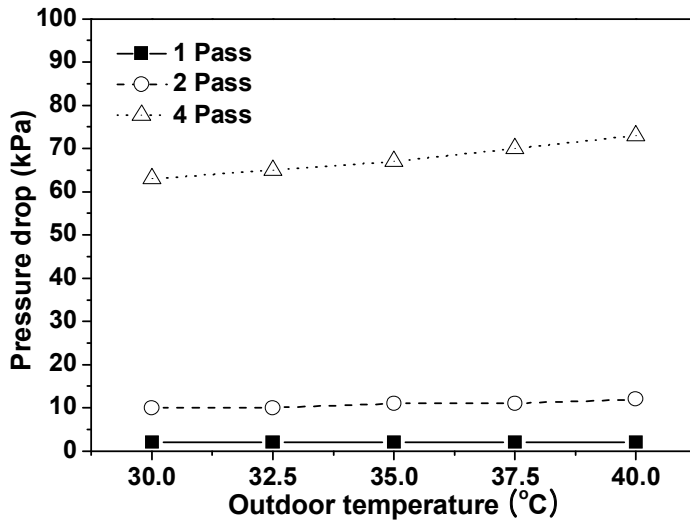 100
90
80
70
60
50
40
30
20
10
0
Pressure drop (kPa)
1 Pass
2 Pass
4 Pass
30.0 32.5 35.0 37.5 40.0
Outdoor temperature (°C)